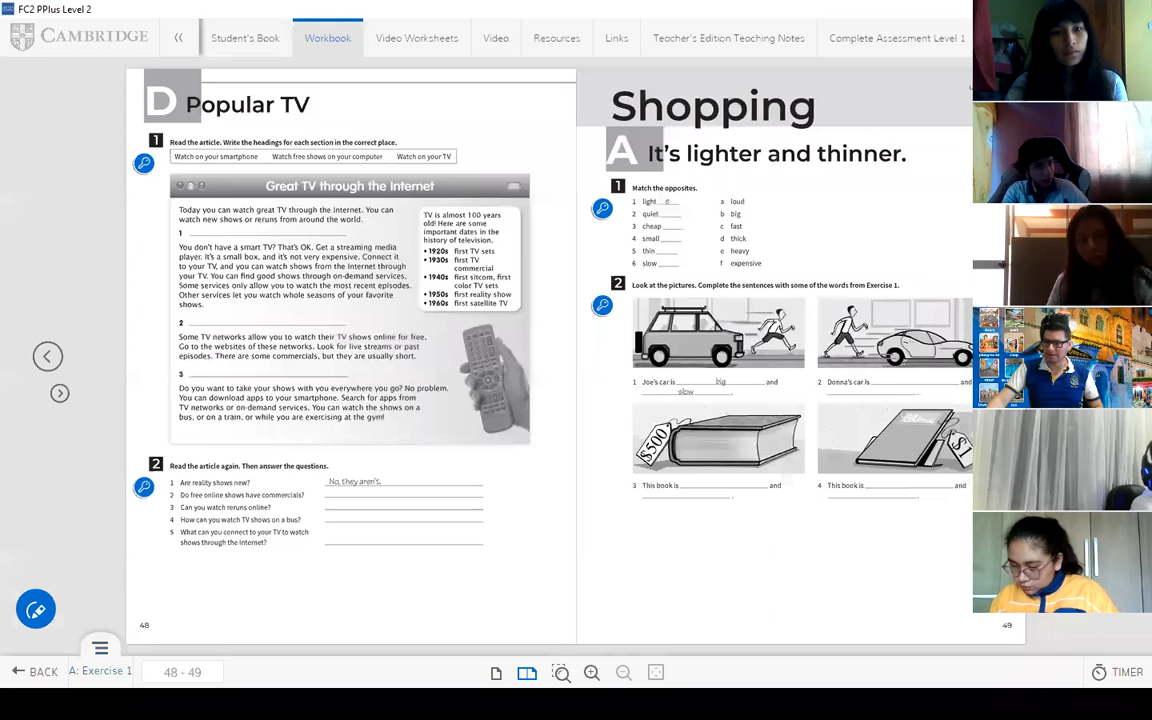 FC2 PPlus Level 2
CAMBRIDGE
Student's Book
Workbook
Video Worksheets
Video
Resources
Links
Teacher's Edition Teaching Notes
Complete Assessment Level 1
D Popular TV
1 Read the article. Write the headings for each section in the correct place.
Watch on your smartphone Watch free shows on your computer Watch on your TV
Great TV through the Internet
Today you can watch great TV through the Internet. You can
watch new shows or reruns from around the world.
1
You don't have a smart TV? That's OK. Get a streaming media
player. It's a small box, and it's not very expensive. Connect it
to your TV, and you can watch shows from the Internet through
your TV. You can find good shows through on-demand services.
Some services only allow you to watch the most recent episodes.
Other services let you watch whole seasons of your favorite
shows.
2
Some TV networks allow you to watch their TV shows online for free.
Go to the websites of these networks. Look for live streams or past
episodes. There are some commercials, but they are usually short.
3
Do you want to take your shows with you everywhere you go? No problem.
You can download apps to your smartphone. Search for apps from
TV networks or on-demand services. You can watch the shows on a
bus, or on a train, or while you are exercising at the gym!
TV is almost 100 years
old! Here are some
important dates in the
history of television.
• 1920s first TV sets
• 1930s first TV
commercial
• 1940s first sitcom, first
color TV sets
• 1950s first reality show
• 1960s first satellite TV
2 Read the article again. Then answer the questions.
1 Are reality shows new? No, they aren't.
2 Do free online shows have commercials?
3 Can you watch reruns online?
4 How can you watch TV shows on a bus?
5 What can you connect to your TV to watch
shows through the Internet?
48
Shopping
A It's lighter and thinner.
1 Match the opposites.
1 light e a loud
2 quiet b big
3 cheap c fast
4 small d thick
5 thin e heavy
6 slow f expensive
2 Look at the pictures. Complete the sentences with some of the words from Exercise 1.
1 Joe's car is big and
slow .
2 Donna's car is and
$500
$1
3 This book is and
.
4 This book is and
.
49
BACK
A: Exercise 1
48 - 49
TIMER